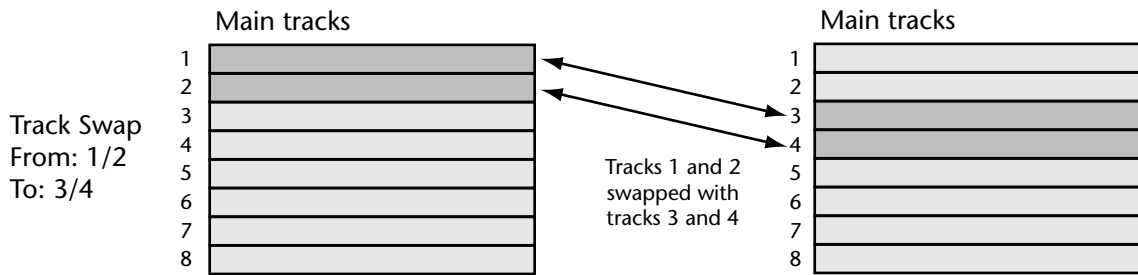 Main tracks
1
2
3
4
5
6
7
8
Track Swap
From: 1/2
To: 3/4
Tracks 1 and 2
swapped with
tracks 3 and 4
Main tracks
1
2
3
4
5
6
7
8